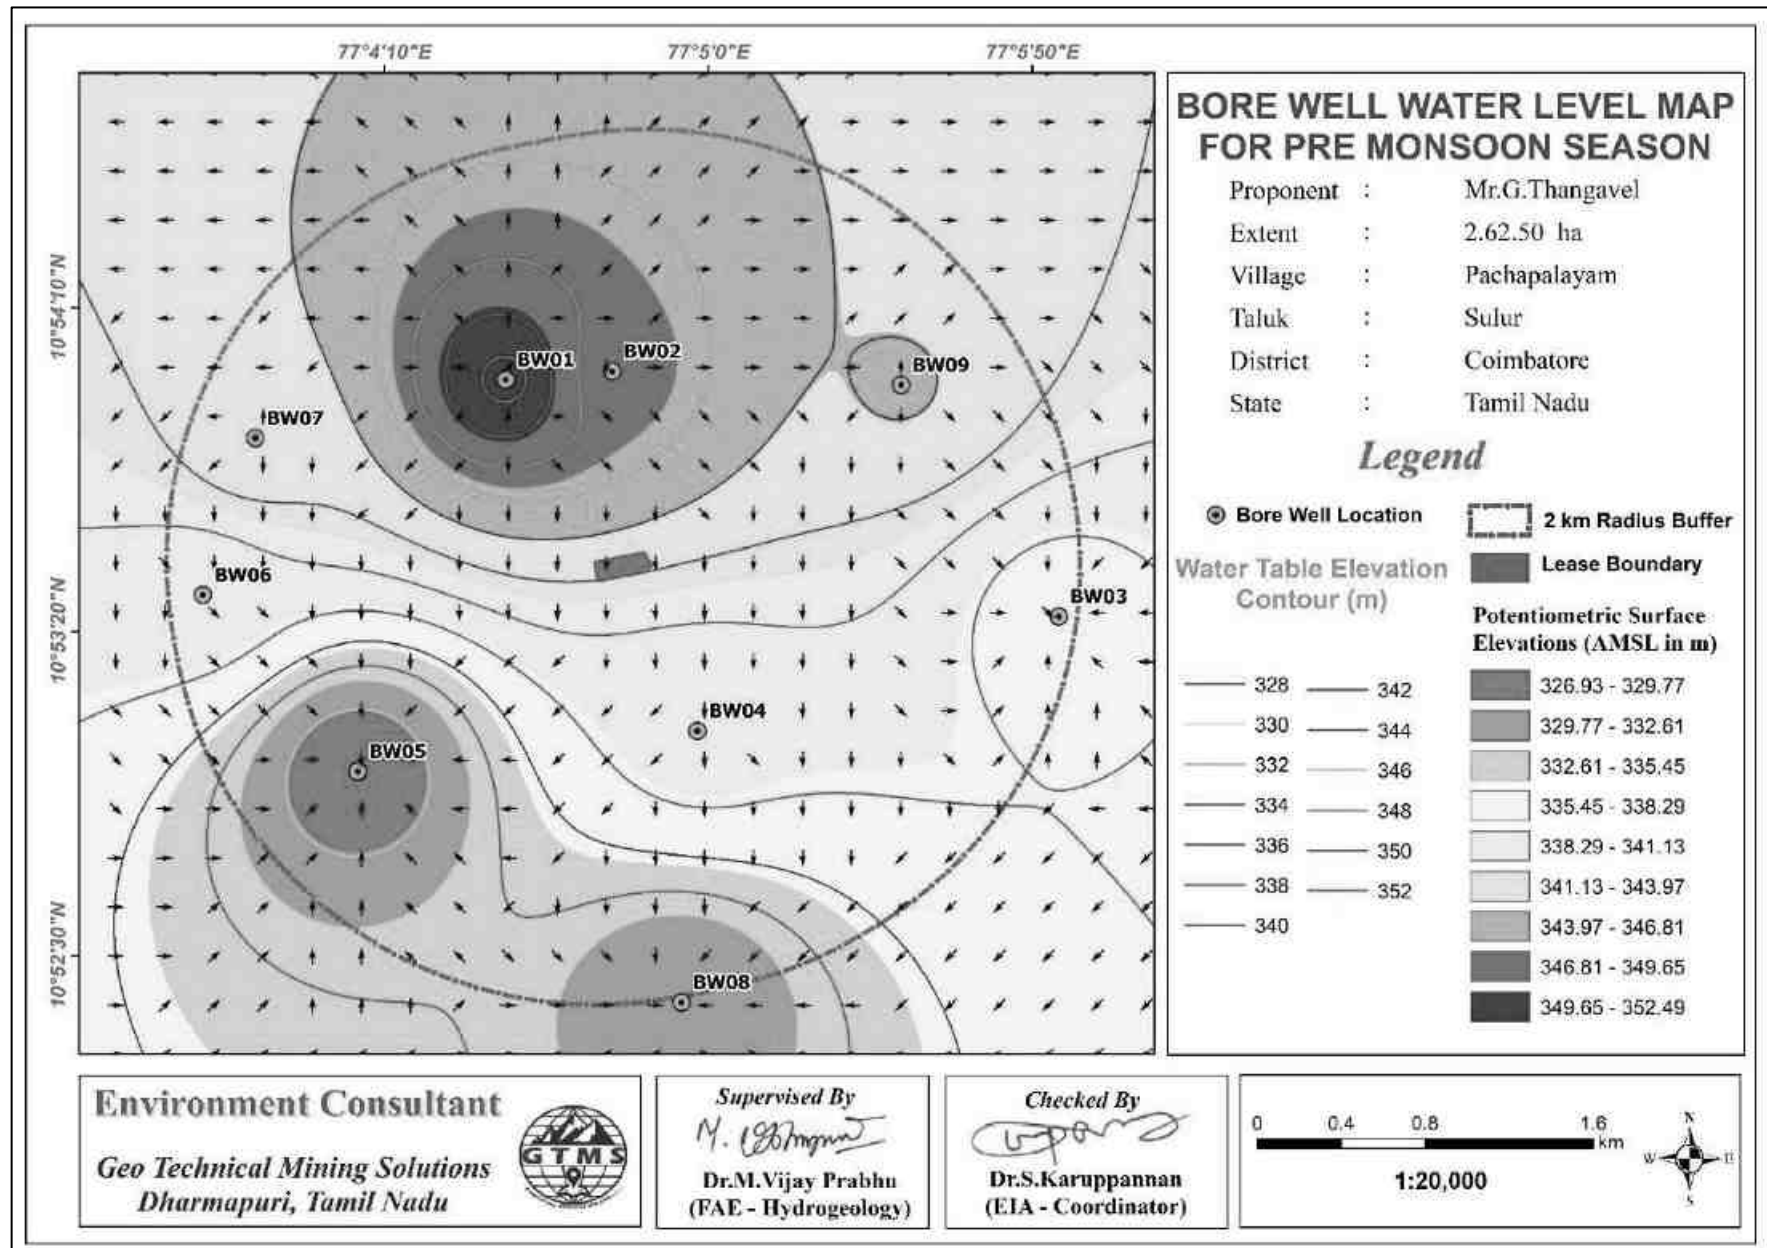 77°4'10"E
77°5'0"E
77°5'50"E
10°54'10"N
10°53'20"N
10°52'30"N
BW01
BW02
BW09
BW07
BW06
BW03
BW04
BW05
BW08
BORE WELL WATER LEVEL MAP
FOR PRE MONSOON SEASON
Proponent : Mr.G.Thangavel
Extent : 2.62.50 ha
Village : Pachapalayam
Taluk : Sulur
District : Coimbatore
State : Tamil Nadu
Legend
Bore Well Location
2 km Radius Buffer
Lease Boundary
Water Table Elevation
Contour (m)
328
330
332
334
336
338
340
342
344
346
348
350
352
Potentiometric Surface
Elevations (AMSL in m)
326.93 - 329.77
329.77 - 332.61
332.61 - 335.45
335.45 - 338.29
338.29 - 341.13
341.13 - 343.97
343.97 - 346.81
346.81 - 349.65
349.65 - 352.49
Environment Consultant
Geo Technical Mining Solutions
Dharmapuri, Tamil Nadu
GTMS
Supervised By
Dr.M.Vijay Prabhu
(FAE - Hydrogeology)
Checked By
Dr.S.Karuppannan
(EIA - Coordinator)
0 0.4 0.8 1.6
km
1:20,000
N
W E
S